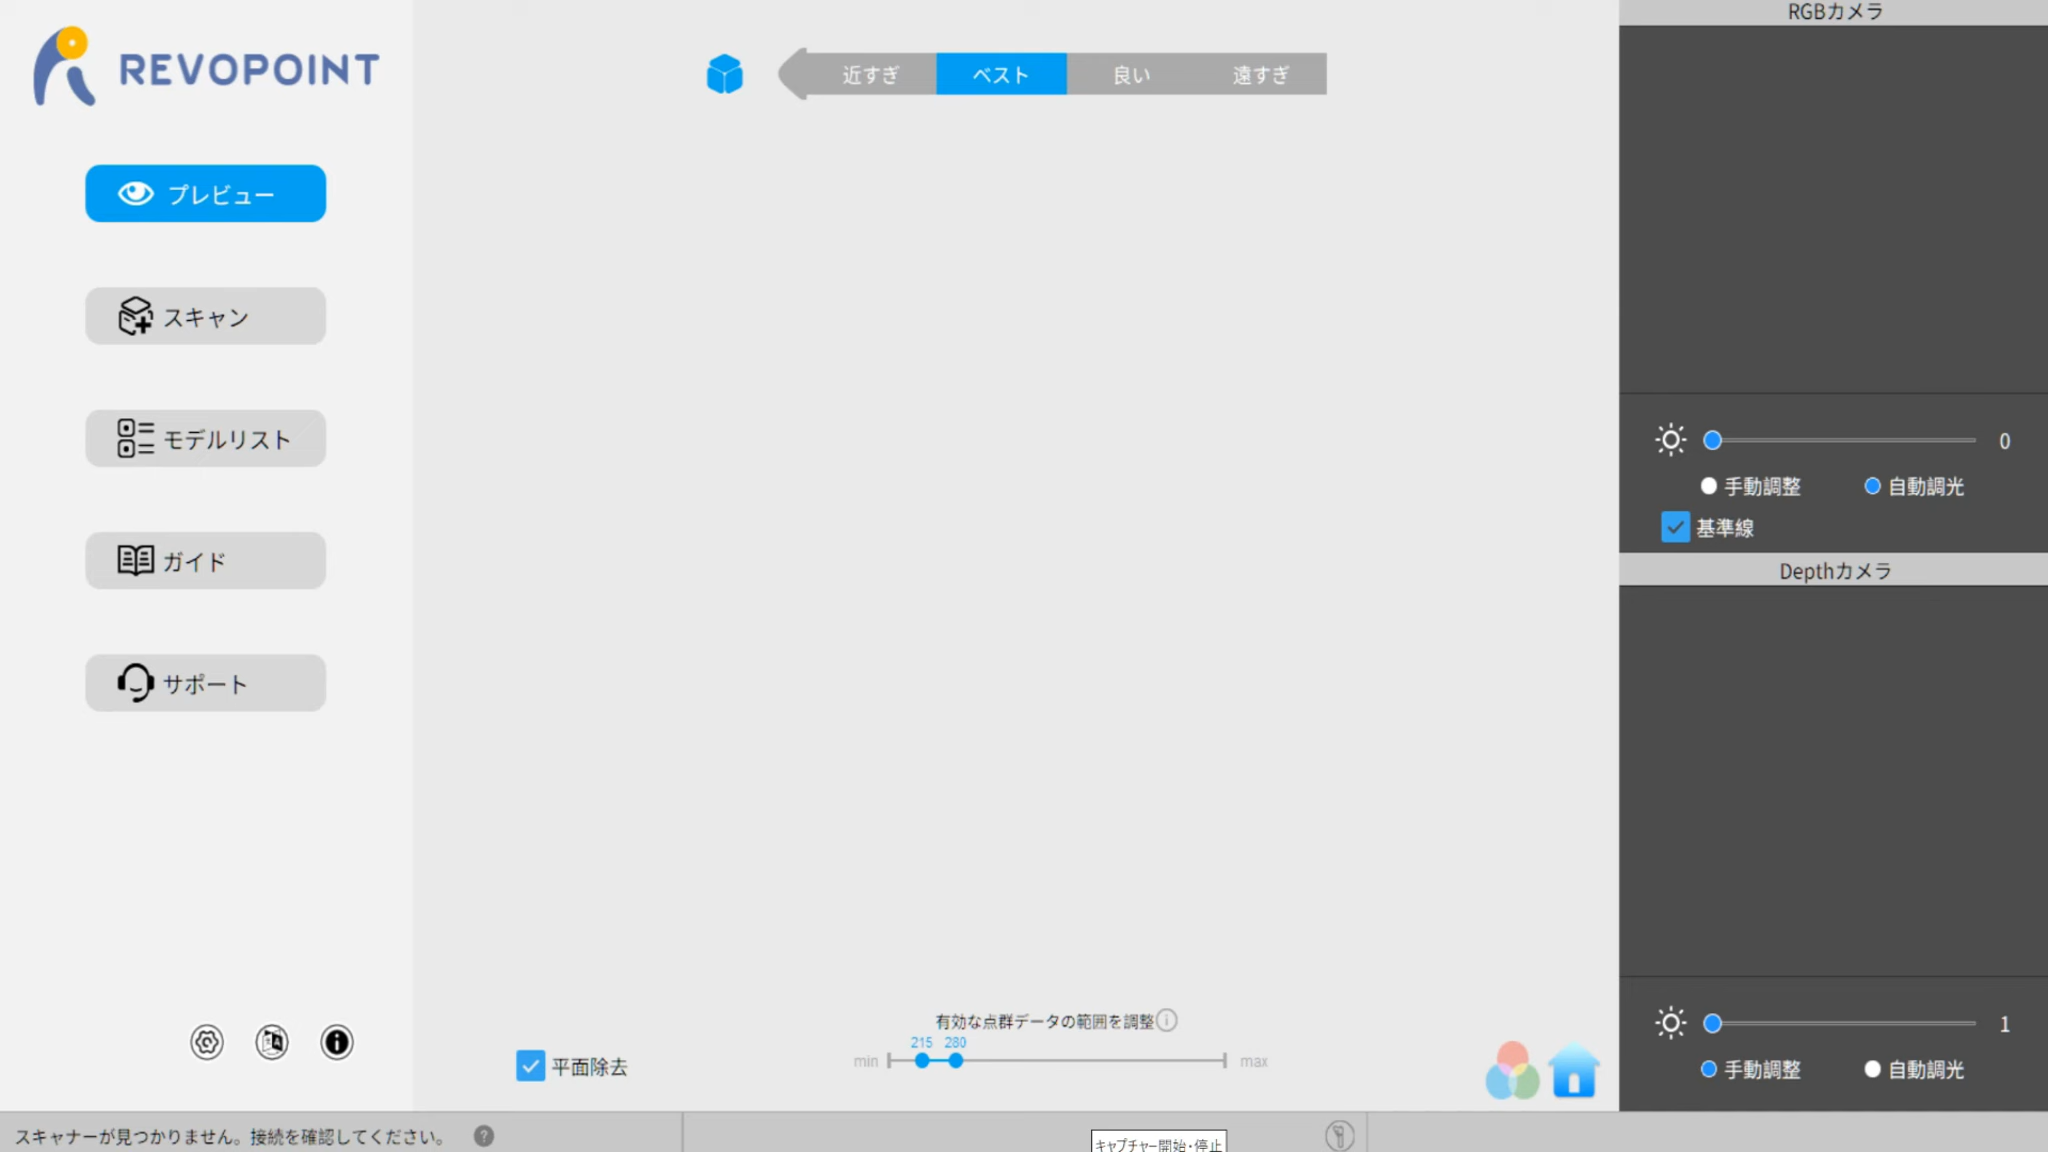 REVOPOINT
プレビュー
スキャン
モデルリスト
ガイド
サポート
近すぎ
ベスト
良い
遠すぎ
RGBカメラ
0
手動調整
自動調光
基準線
Depthカメラ
1
手動調整
自動調光
有効な点群データの範囲を調整
215
280
min
max
平面除去
スキャナーが見つかりません。接続を確認してください。
キャプチャー開始・停止